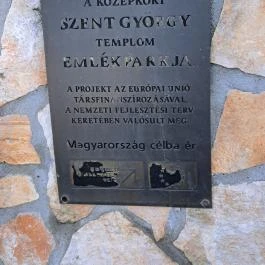 A KÖZÉPKORI
SZENT GYÖRGY
TEMPLOM
EMLÉKPARKJA
A PROJEKT AZ EURÓPAI UNIÓ
TÁRSFINANSZÍROZÁSÁVAL,
A NEMZETI FEJLESZTÉSI TERV
KERETÉBEN VALÓSULT MEG.
Magyarország célba ér